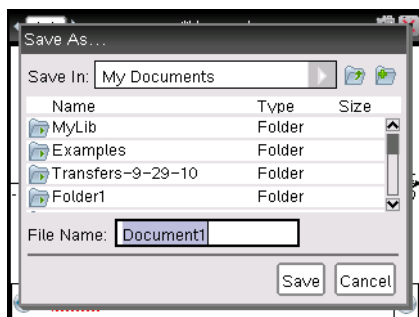 Save As...
Save In: My Documents
Name Type Size
MyLib Folder
Examples Folder
Transfers-9-29-10 Folder
Folder1 Folder
File Name: Document1
Save Cancel